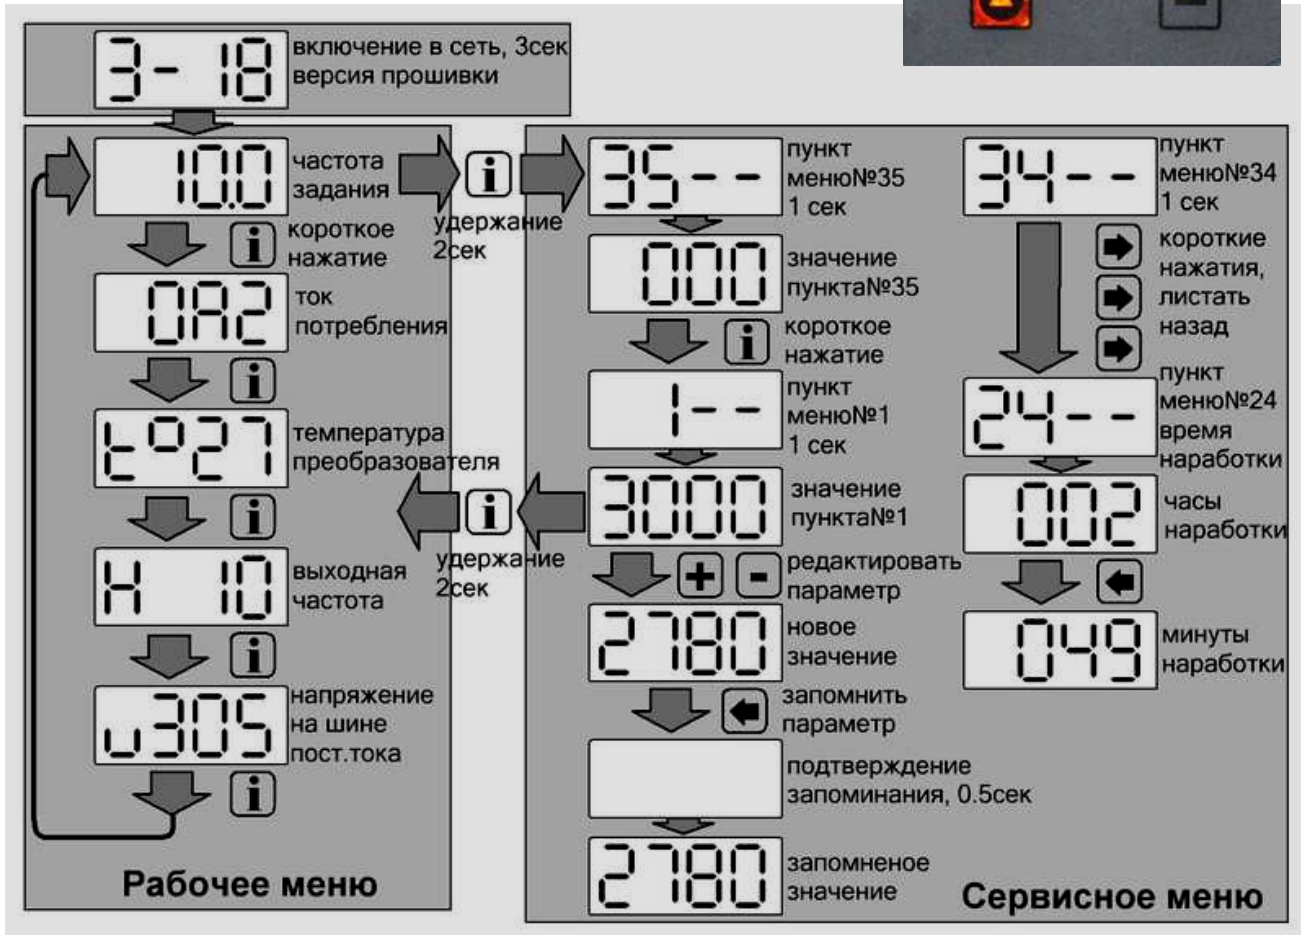 3- 18
включение в сеть, 3сек
версия прошивки
10.0
частота
задания
i
короткое
нажатие
0A2
ток
потребления
i
to27
температура
преобразователя
i
H 10
выходная
частота
i
u305
напряжение
на шине
пост.тока
i
Рабочее меню
i
удержание
2сек
i
удержание
2сек
35--
пункт
меню№35
1 сек
000
значение
пункта№35
i
короткое
нажатие
1--
пункт
меню№1
1 сек
3000
значение
пункта№1
+ -
редактировать
параметр
2780
новое
значение
запомнить
параметр
подтверждение
запоминания, 0.5сек
2780
запомненое
значение
34--
пункт
меню№34
1 сек
короткие
нажатия,
листать
назад
24--
пункт
меню№24
время
наработки
002
часы
наработки
049
минуты
наработки
Сервисное меню